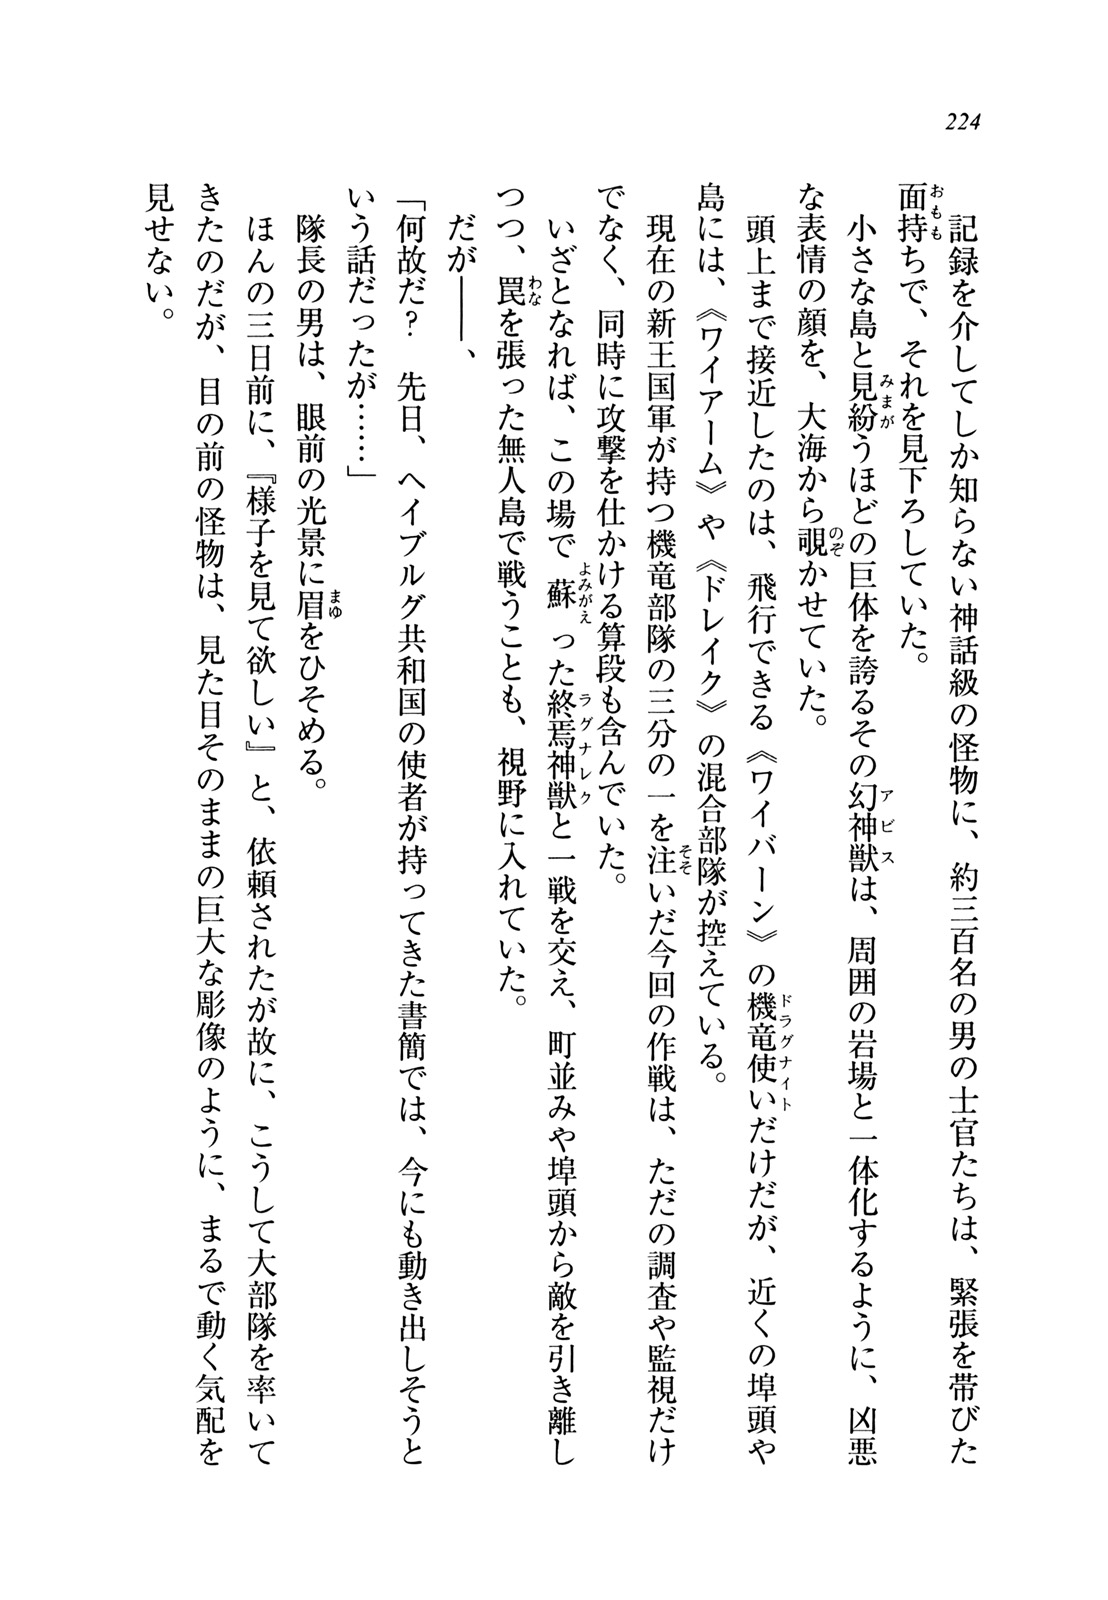 224
記録を介してしか知らない神話級の怪物に、約三百名の男の士官たちは、緊張を帯びた
面持ちで、それを見下ろしていた。
小さな島と見紛うほどの巨体を誇るその幻神獣は、周囲の岩場と一体化するように、凶悪
な表情の顔を、大海から覗かせていた。
頭上まで接近したのは、飛行できる《ワイバーン》の機竜使いだけだが、近くの埠頭や
島には、《ワイアーム》や《ドレイク》の混合部隊が控えている。
現在の新王国軍が持つ機竜部隊の三分の一を注いだ今回の作戦は、ただの調査や監視だけ
でなく、同時に攻撃を仕かける算段も含んでいた。
いざとなれば、この場で蘇った終焉神獣と一戦を交え、町並みや埠頭から敵を引き離し
つつ、罠を張った無人島で戦うことも、視野に入れていた。
だが――、
「何故だ？　先日、ヘイブルグ共和国の使者が持ってきた書簡では、今にも動き出しそうと
いう話だったが……」
隊長の男は、眼前の光景に眉をひそめる。
ほんの三日前に、『様子を見て欲しい』と、依頼されたが故に、こうして大部隊を率いて
きたのだが、目の前の怪物は、見た目そのままの巨大な彫像のように、まるで動く気配を
見せない。